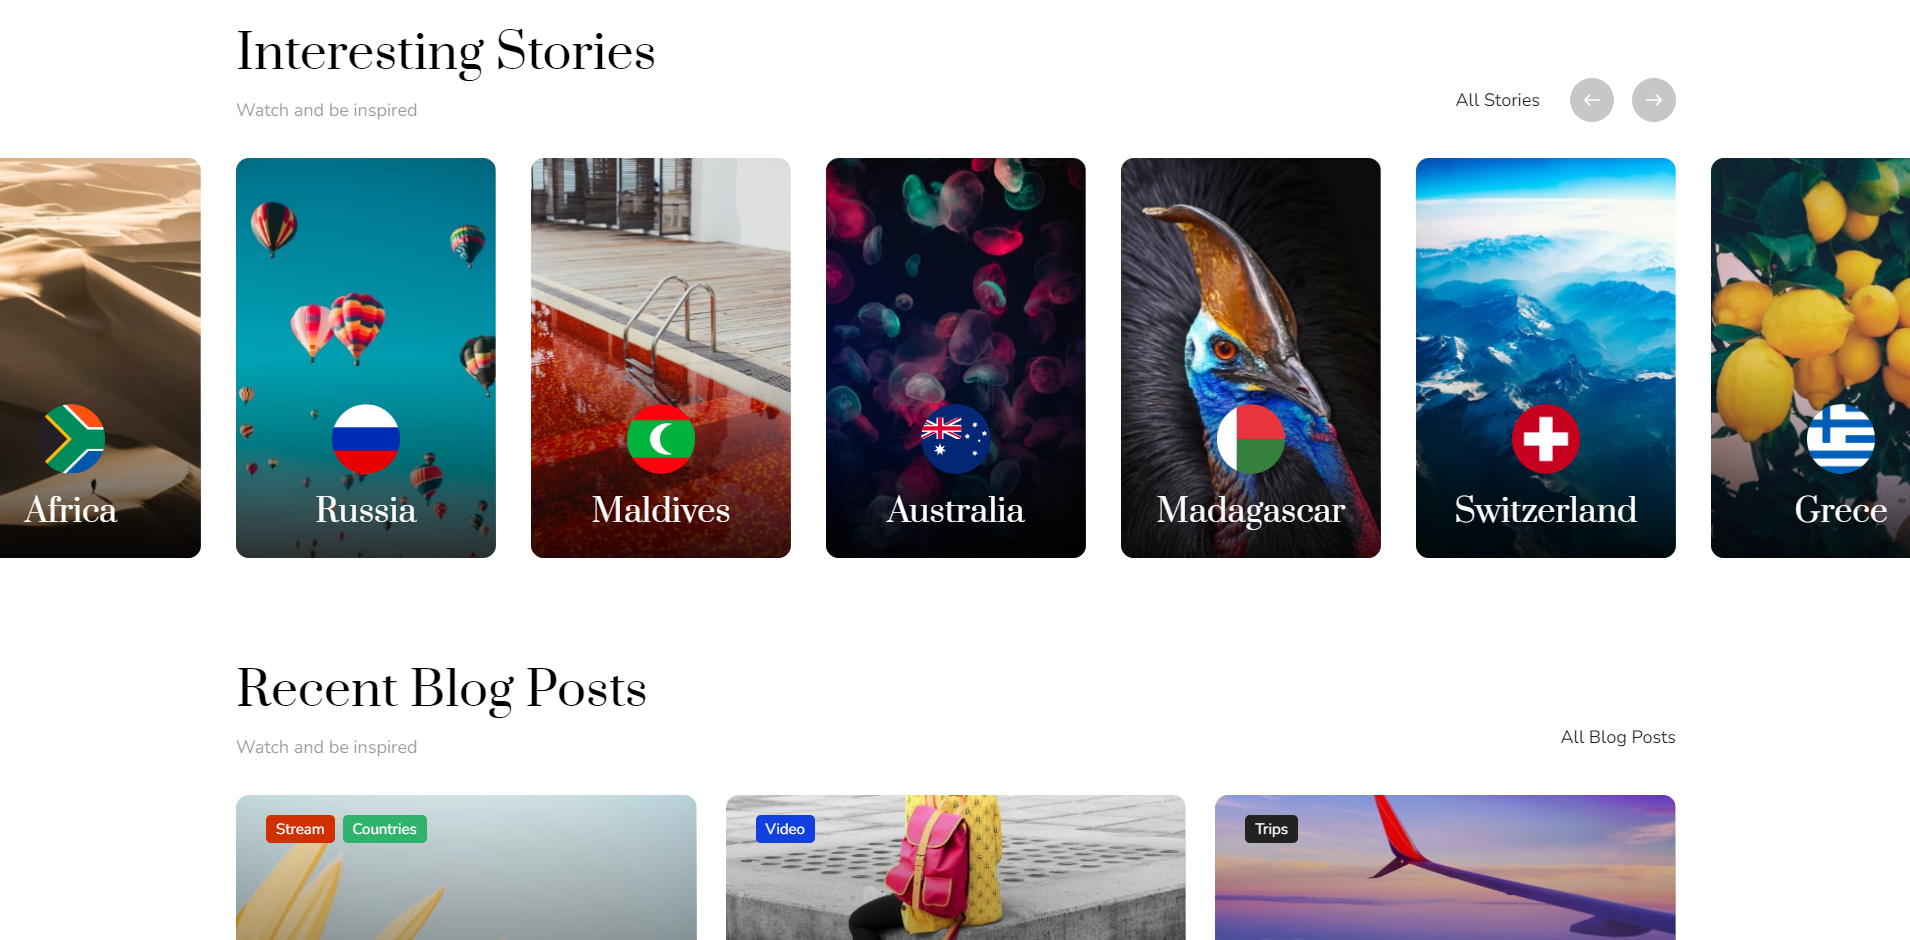 Interesting Stories
Watch and be inspired
All Stories
Africa
Russia
Maldives
Australia
Madagascar
Switzerland
Grece
Recent Blog Posts
Watch and be inspired
All Blog Posts
Stream
Countries
Video
Trips